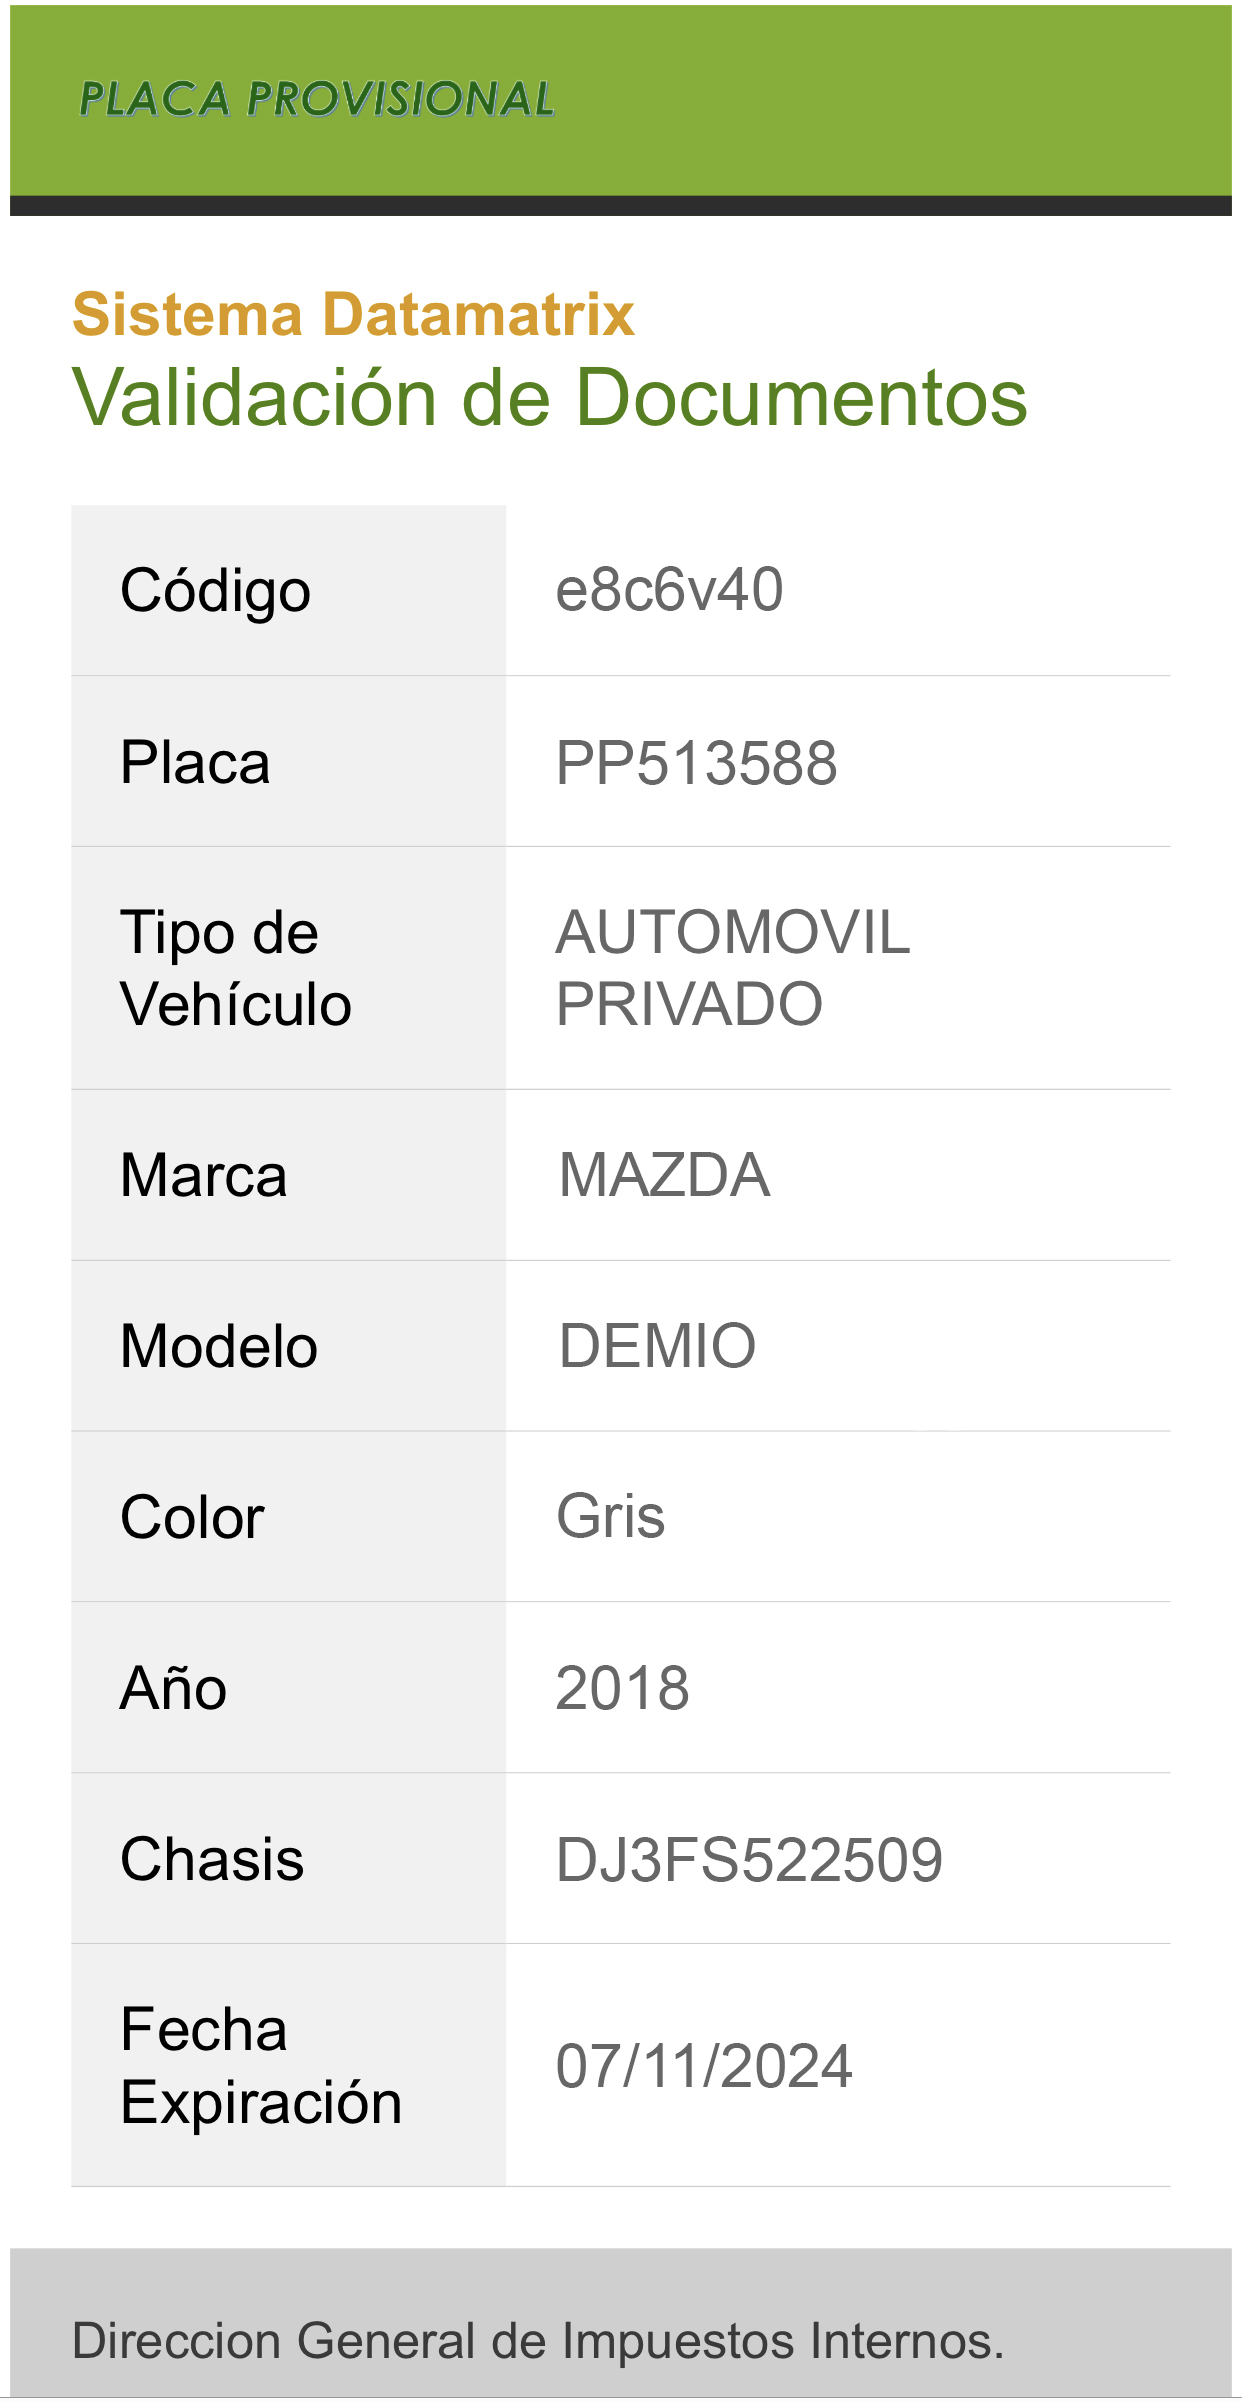 PLACA PROVISIONAL
Sistema Datamatrix
Validación de Documentos
Código e8c6v40
Placa PP513588
Tipo de Vehículo AUTOMOVIL PRIVADO
Marca MAZDA
Modelo DEMIO
Color Gris
Año 2018
Chasis DJ3FS522509
Fecha Expiración 07/11/2024
Direccion General de Impuestos Internos.